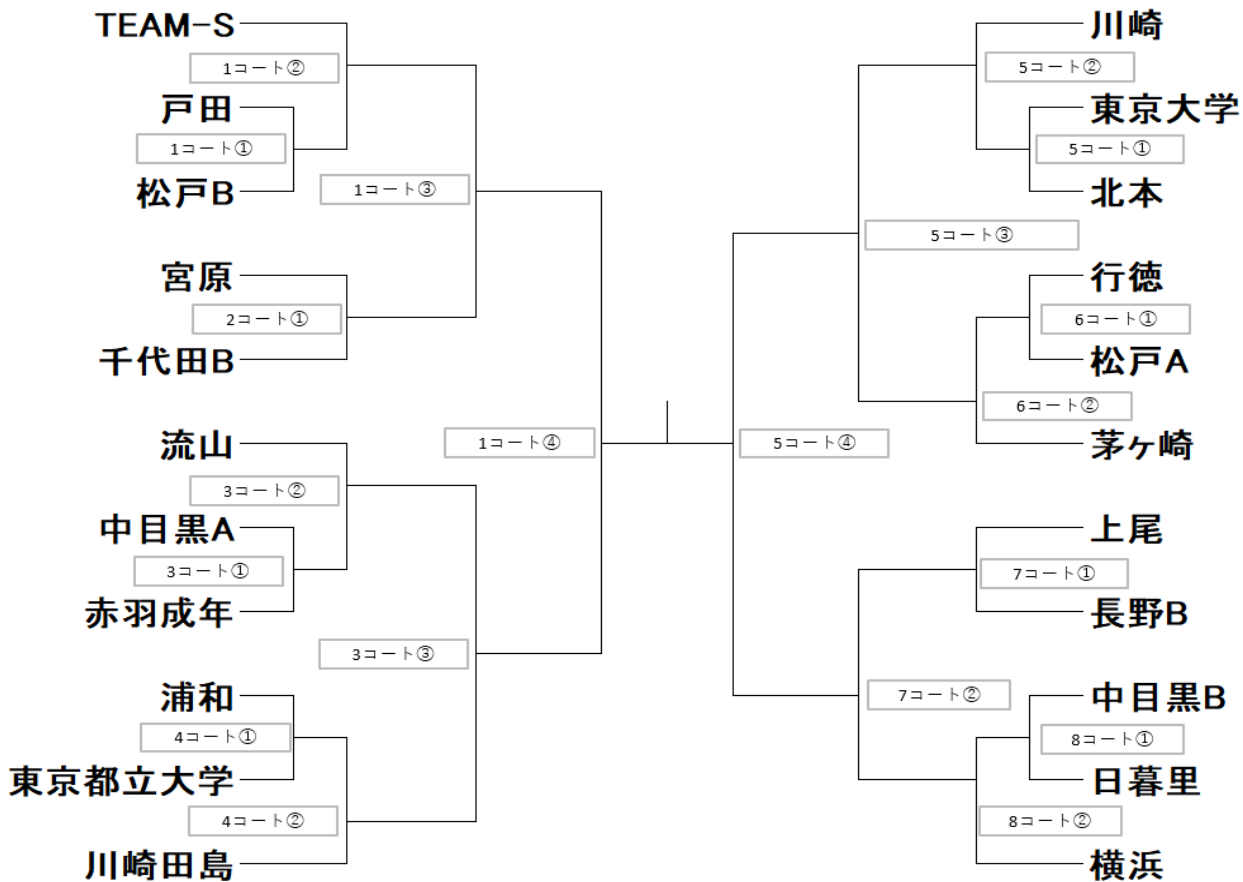 TEAM-S
1コート②
戸田
1コート①
松戸B
1コート③
宮原
2コート①
千代田B
流山
1コート④
3コート②
中目黒A
3コート①
赤羽成年
3コート③
浦和
4コート①
東京都立大学
4コート②
川崎田島
川崎
5コート②
東京大学
5コート①
北本
5コート③
行徳
6コート①
松戸A
6コート②
茅ヶ崎
5コート④
上尾
7コート①
長野B
7コート②
中目黒B
8コート①
日暮里
8コート②
横浜